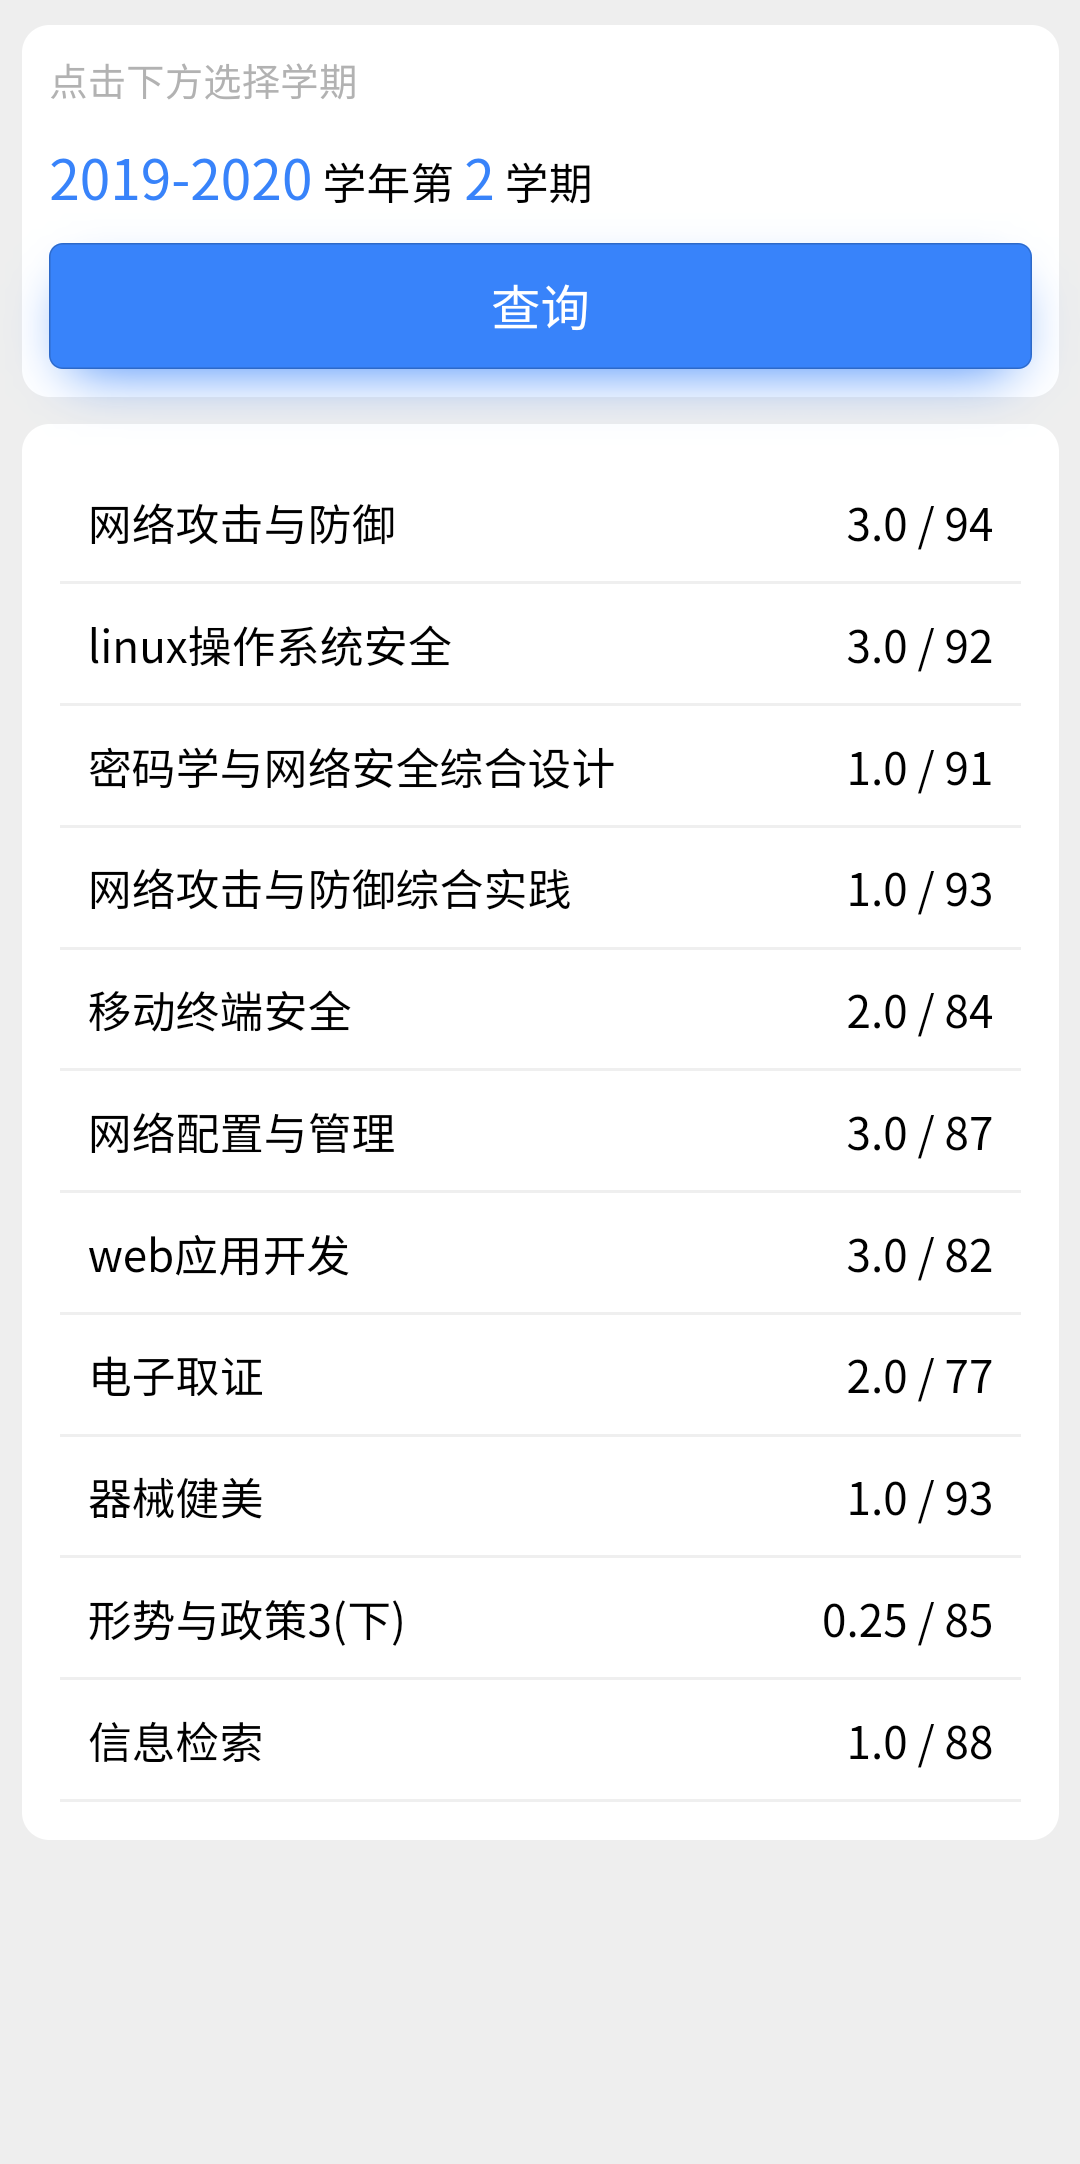 点击下方选择学期
2019-2020 学年第 2 学期
查询
网络攻击与防御 3.0 / 94
linux操作系统安全 3.0 / 92
密码学与网络安全综合设计 1.0 / 91
网络攻击与防御综合实践 1.0 / 93
移动终端安全 2.0 / 84
网络配置与管理 3.0 / 87
web应用开发 3.0 / 82
电子取证 2.0 / 77
器械健美 1.0 / 93
形势与政策3(下) 0.25 / 85
信息检索 1.0 / 88